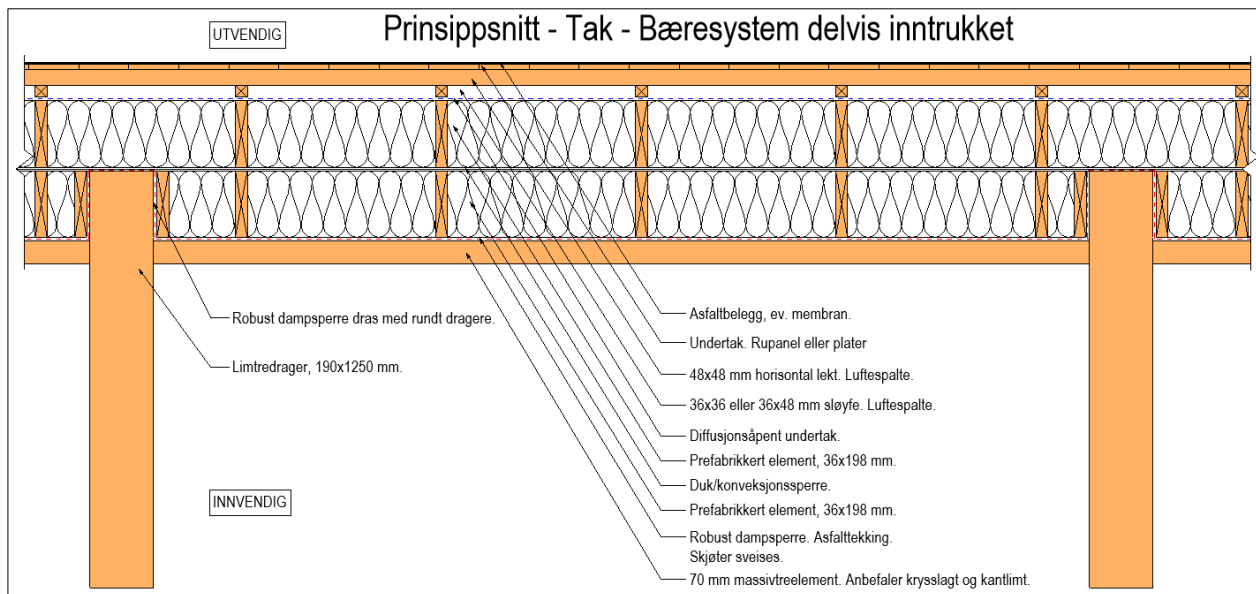 Prinsippsnitt - Tak - Bæresystem delvis inntrukket
UTVENDIG
Robust dampsperre dras med rundt dragere.
Limtredrager, 190x1250 mm.
INNVENDIG
Asfaltbelegg, ev. membran.
Undertak. Rupanel eller plater
48x48 mm horisontal lekt. Luftespalte.
36x36 eller 36x48 mm sløyfe. Luftespalte.
Diffusjonsåpent undertak.
Prefabrikkert element, 36x198 mm.
Duk/konveksjonssperre.
Prefabrikkert element, 36x198 mm.
Robust dampsperre. Asfalttekking.
Skjøter sveises.
70 mm massivtreelement. Anbefaler krysslagt og kantlimt.